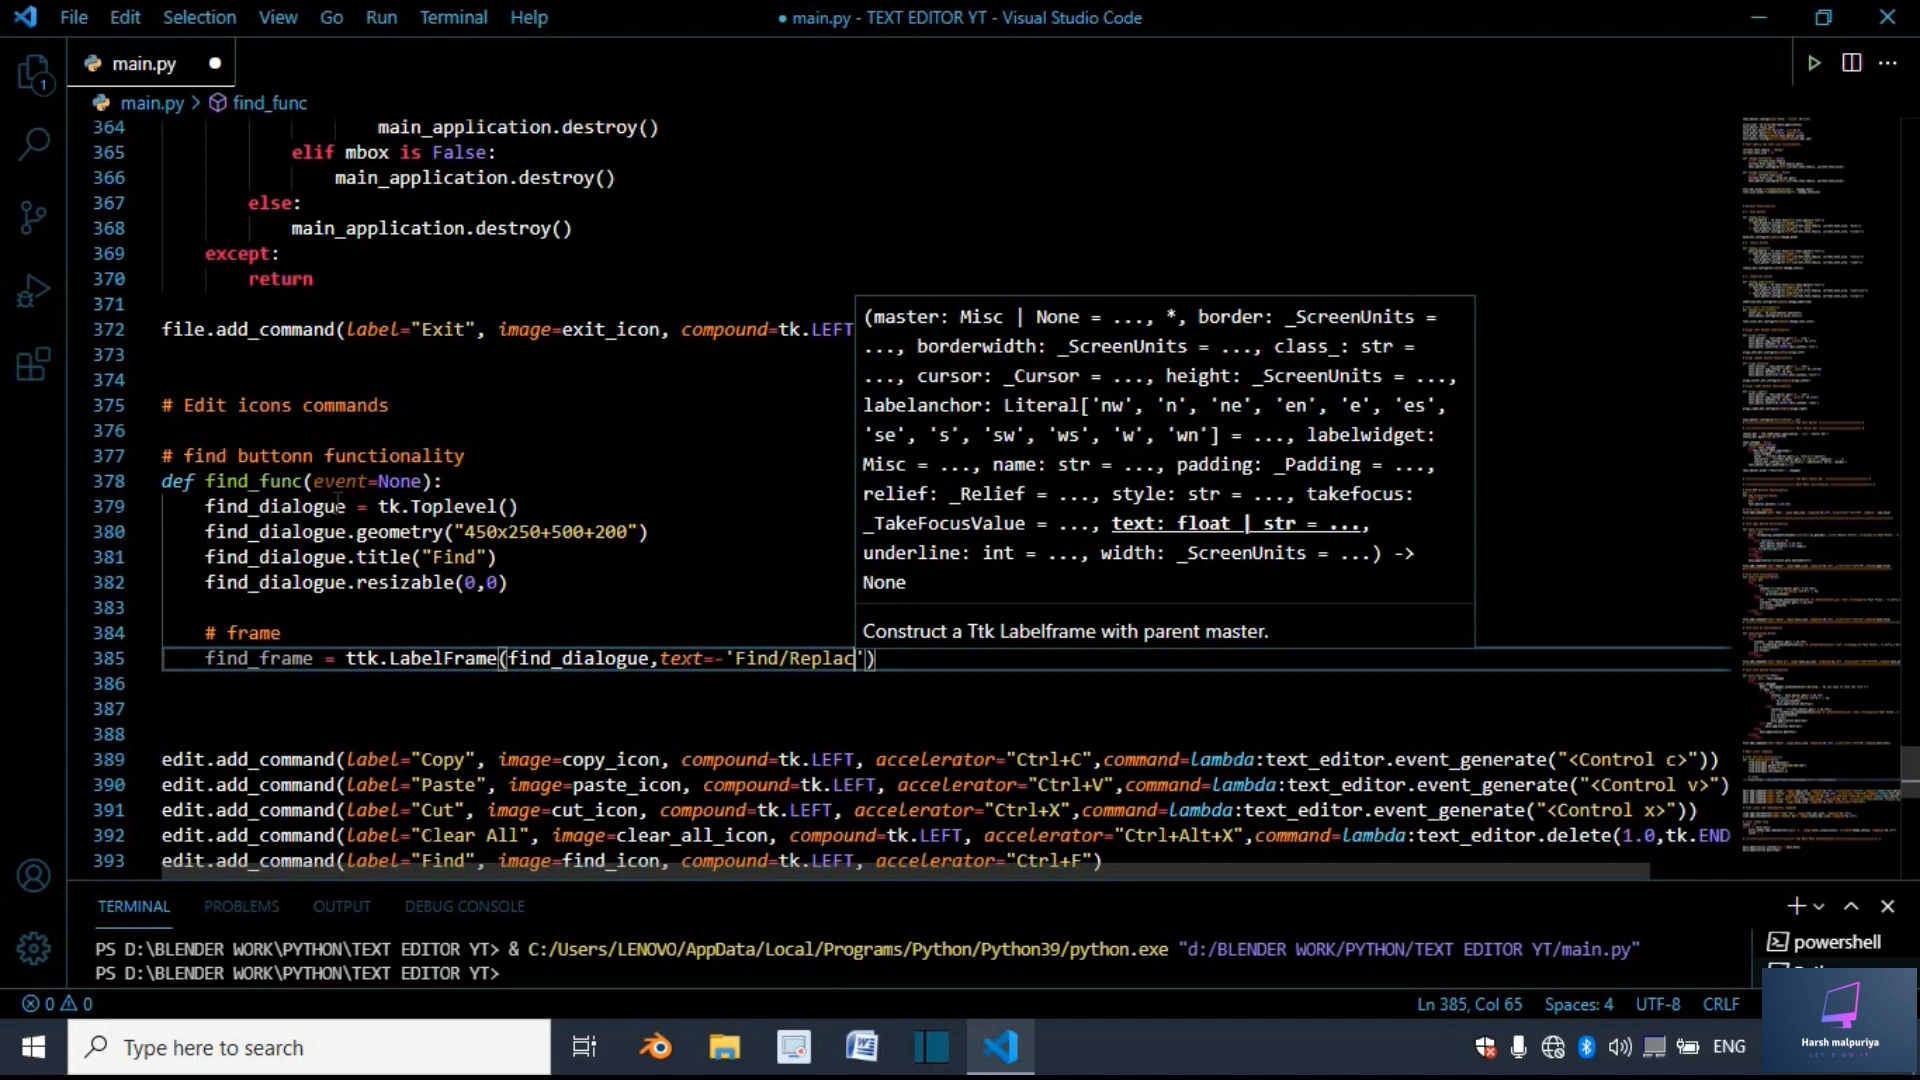 File Edit Selection View Go Run Terminal Help
● main.py - TEXT EDITOR YT - Visual Studio Code
main.py
main.py > find_func
364 main_application.destroy()
365 elif mbox is False:
366 main_application.destroy()
367 else:
368 main_application.destroy()
369 except:
370 return
371
372 file.add_command(label="Exit", image=exit_icon, compound=tk.LEFT
373
374
375 # Edit icons commands
376
377 # find buttonn functionality
378 def find_func(event=None):
379 find_dialogue = tk.Toplevel()
380 find_dialogue.geometry("450x250+500+200")
381 find_dialogue.title("Find")
382 find_dialogue.resizable(0,0)
383
384 # frame
385 find_frame = ttk.LabelFrame(find_dialogue,text=-'Find/Replac')
386
387
388
389 edit.add_command(label="Copy", image=copy_icon, compound=tk.LEFT, accelerator="Ctrl+C",command=lambda:text_editor.event_generate("<Control c>"))
390 edit.add_command(label="Paste", image=paste_icon, compound=tk.LEFT, accelerator="Ctrl+V",command=lambda:text_editor.event_generate("<Control v>")
391 edit.add_command(label="Cut", image=cut_icon, compound=tk.LEFT, accelerator="Ctrl+X",command=lambda:text_editor.event_generate("<Control x>"))
392 edit.add_command(label="Clear All", image=clear_all_icon, compound=tk.LEFT, accelerator="Ctrl+Alt+X",command=lambda:text_editor.delete(1.0,tk.END
393 edit.add_command(label="Find", image=find_icon, compound=tk.LEFT, accelerator="Ctrl+F")
(master: Misc | None = ..., *, border: _ScreenUnits =
..., borderwidth: _ScreenUnits = ..., class_: str =
..., cursor: _Cursor = ..., height: _ScreenUnits = ...,
labelanchor: Literal['nw', 'n', 'ne', 'en', 'e', 'es',
'se', 's', 'sw', 'ws', 'w', 'wn'] = ..., labelwidget:
Misc = ..., name: str = ..., padding: _Padding = ...,
relief: _Relief = ..., style: str = ..., takefocus:
_TakeFocusValue = ..., text: float | str = ...,
underline: int = ..., width: _ScreenUnits = ...) ->
None
Construct a Ttk Labelframe with parent master.
TERMINAL PROBLEMS OUTPUT DEBUG CONSOLE
PS D:\BLENDER WORK\PYTHON\TEXT EDITOR YT> & C:/Users/LENOVO/AppData/Local/Programs/Python/Python39/python.exe "d:/BLENDER WORK/PYTHON/TEXT EDITOR YT/main.py"
PS D:\BLENDER WORK\PYTHON\TEXT EDITOR YT>
powershell
0 0
Ln 385, Col 65 Spaces: 4 UTF-8 CRLF
Type here to search
ENG
Harsh malpuriya
LET'S DO IT
1